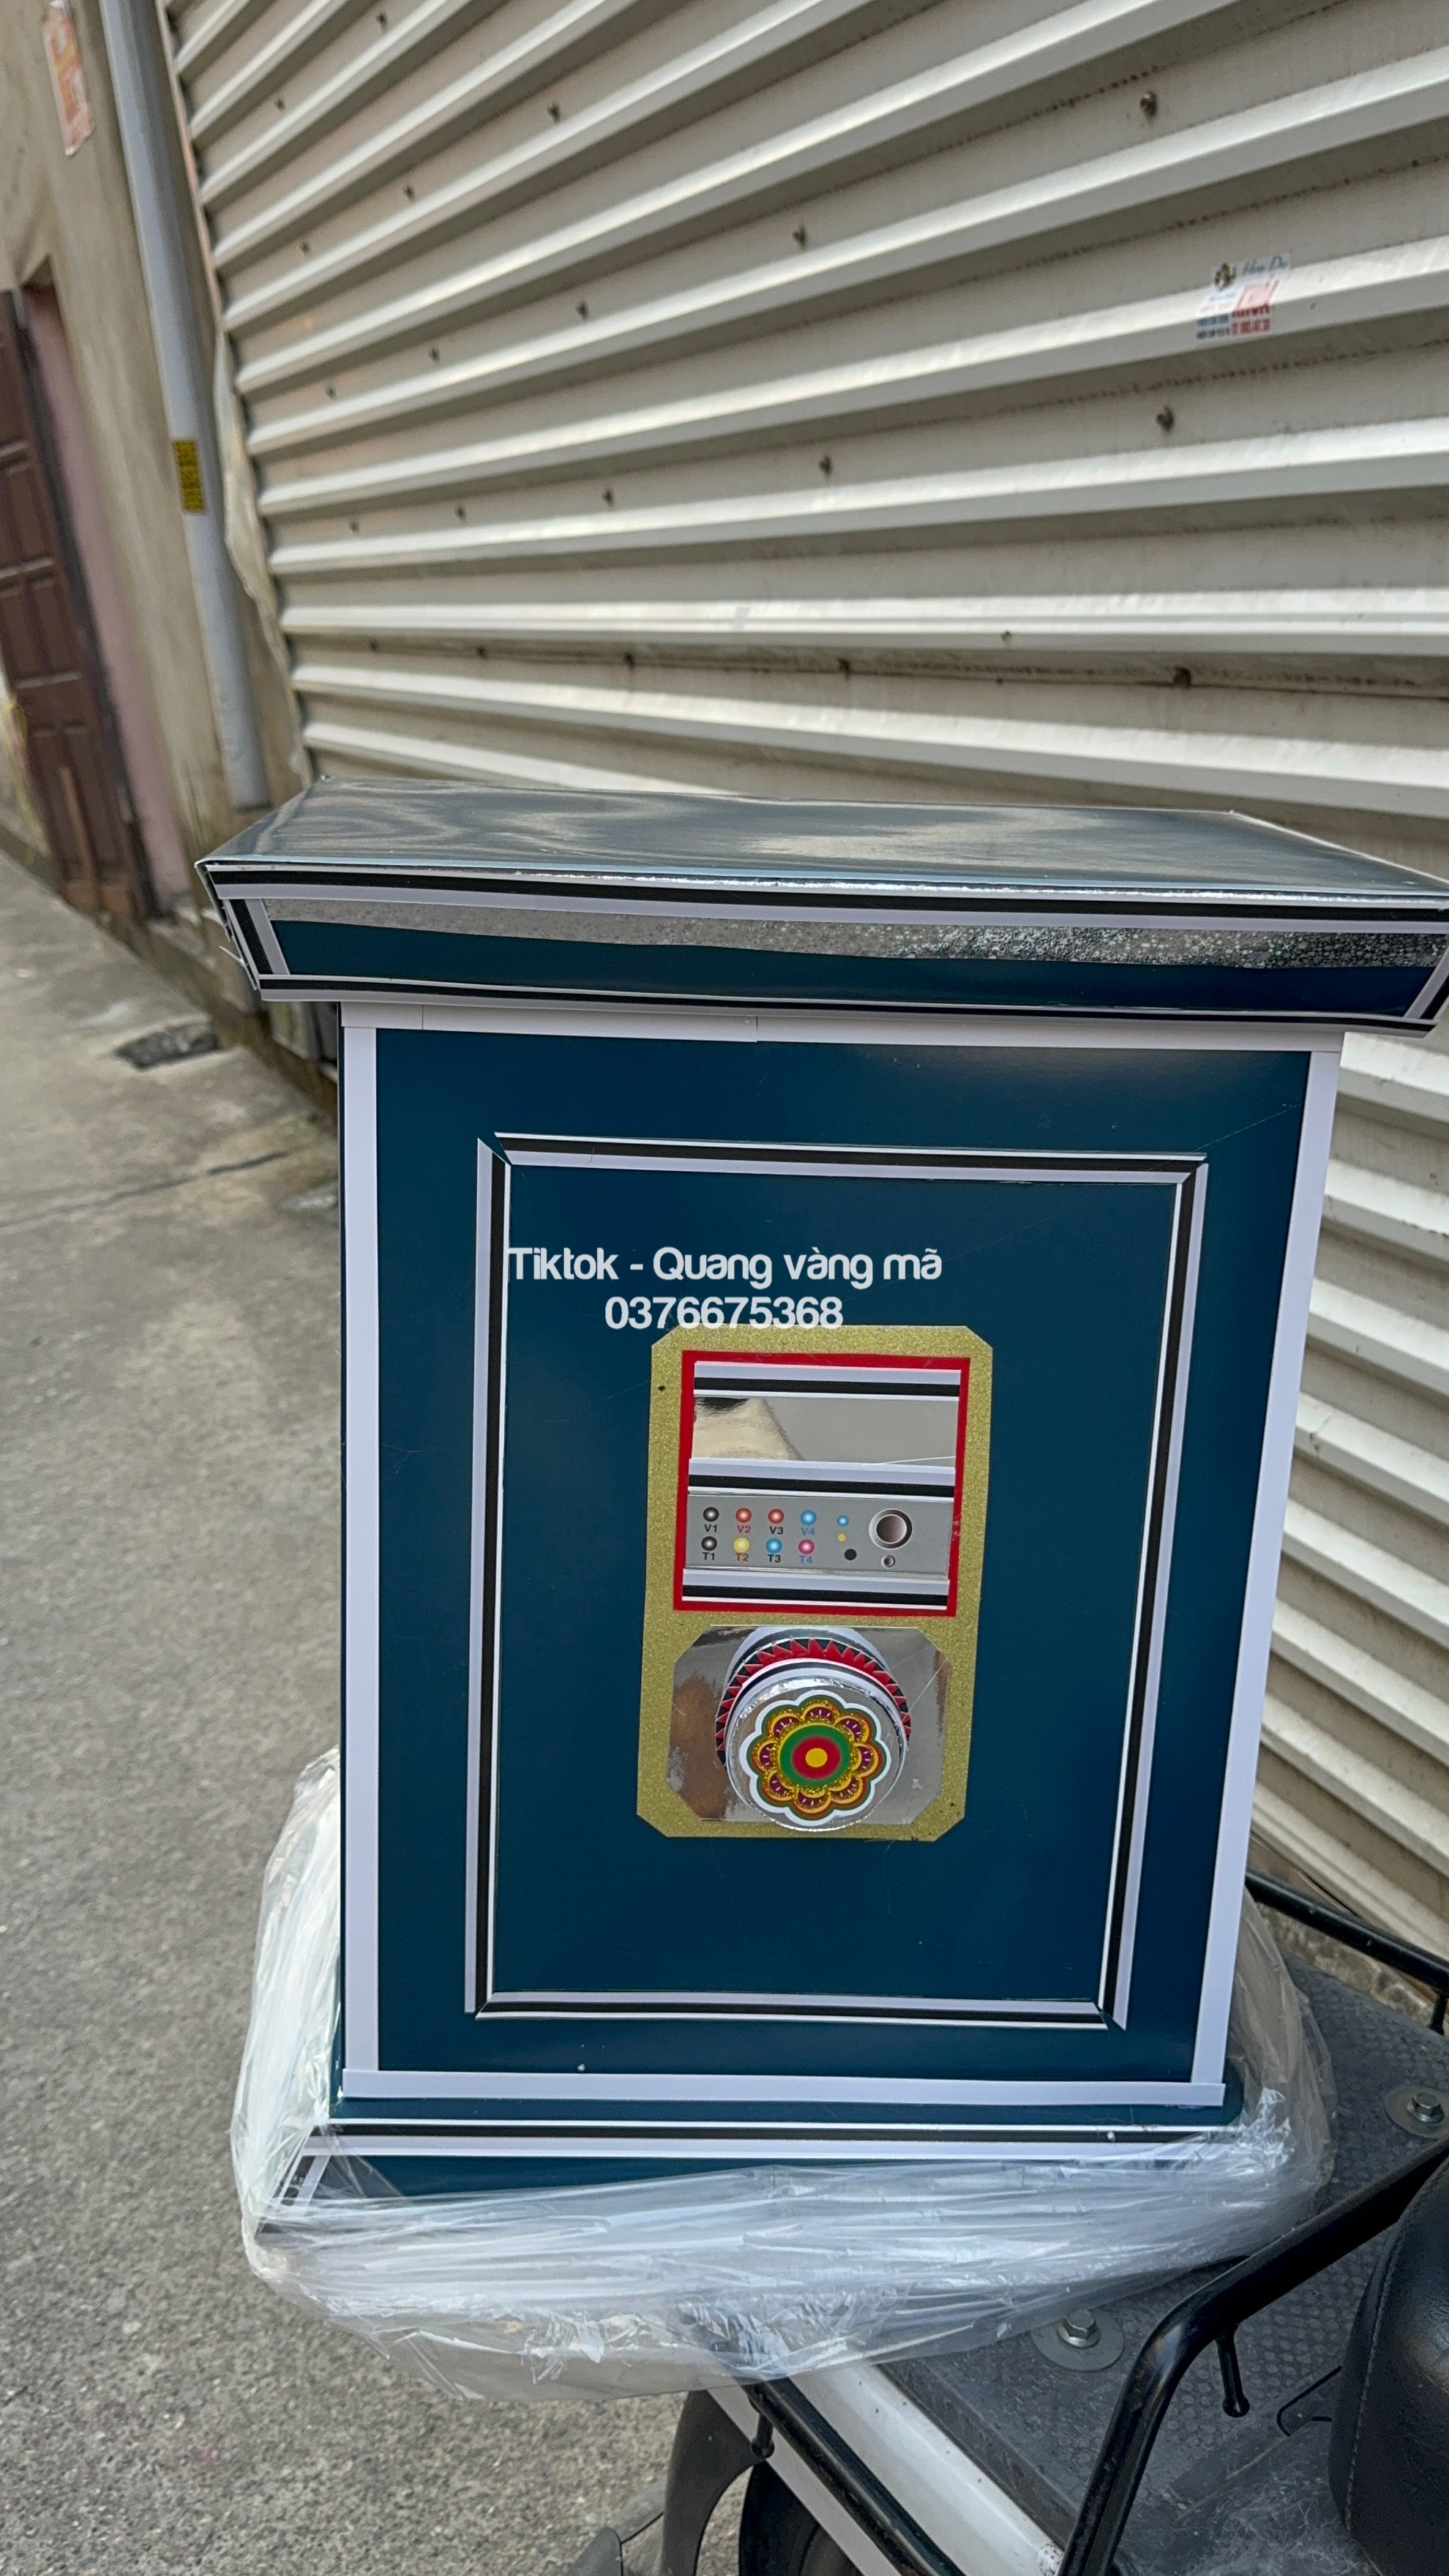 Tiktok - Quang vàng mã
0376675368
V1 V2 V3 V4
T1 T2 T3 T4